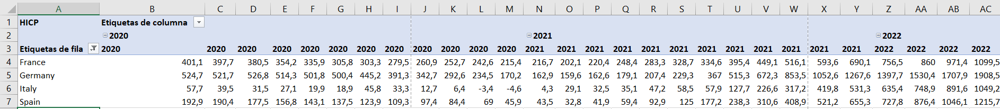 A B C D E F G H I J K L M N O P Q R S T U V W X Y Z AA AB AC
1 HICP Etiquetas de columna
2 2020 2021 2022
3 Etiquetas de fila 2020 2020 2020 2020 2020 2020 2020 2020 2020 2020 2020 2020 2021 2021 2021 2021 2021 2021 2021 2021 2021 2021 2021 2021 2022 2022 2022 2022
4 France 401,1 397,7 380,5 354,2 335,9 305,8 303,3 279,5 260,9 252,7 242,6 215,4 216,7 202,1 220,4 248,4 283,3 328,7 334,6 395,4 449,1 516,1 593,6 690,1 756,5 860 971,4 1099,5
5 Germany 524,7 521,7 526,8 514,3 501,8 500,4 445,2 391,3 342,7 292,6 234,5 170,2 162,9 159,6 162,6 179,1 207,4 229,3 367 515,3 672,3 853,5 1052,6 1267,6 1397,7 1530,4 1707,9 1908,5
6 Italy 57,7 39,5 31,5 27,1 19,9 18,9 45,8 33,3 12,7 6,4 -3,4 -4,6 4,3 29,1 32,5 35,1 47,2 58,5 57,9 127,7 226,6 317,2 419,8 531,3 635,4 748,9 891,6 1049,2
7 Spain 192,9 190,4 177,5 156,8 143,1 137,5 123,9 109,3 97,4 84,4 69 45,9 43,5 32,8 41,9 59,4 92,9 125 177,2 238,3 310,6 408,9 521,2 655,3 727,8 876,4 1046,1 1215,7